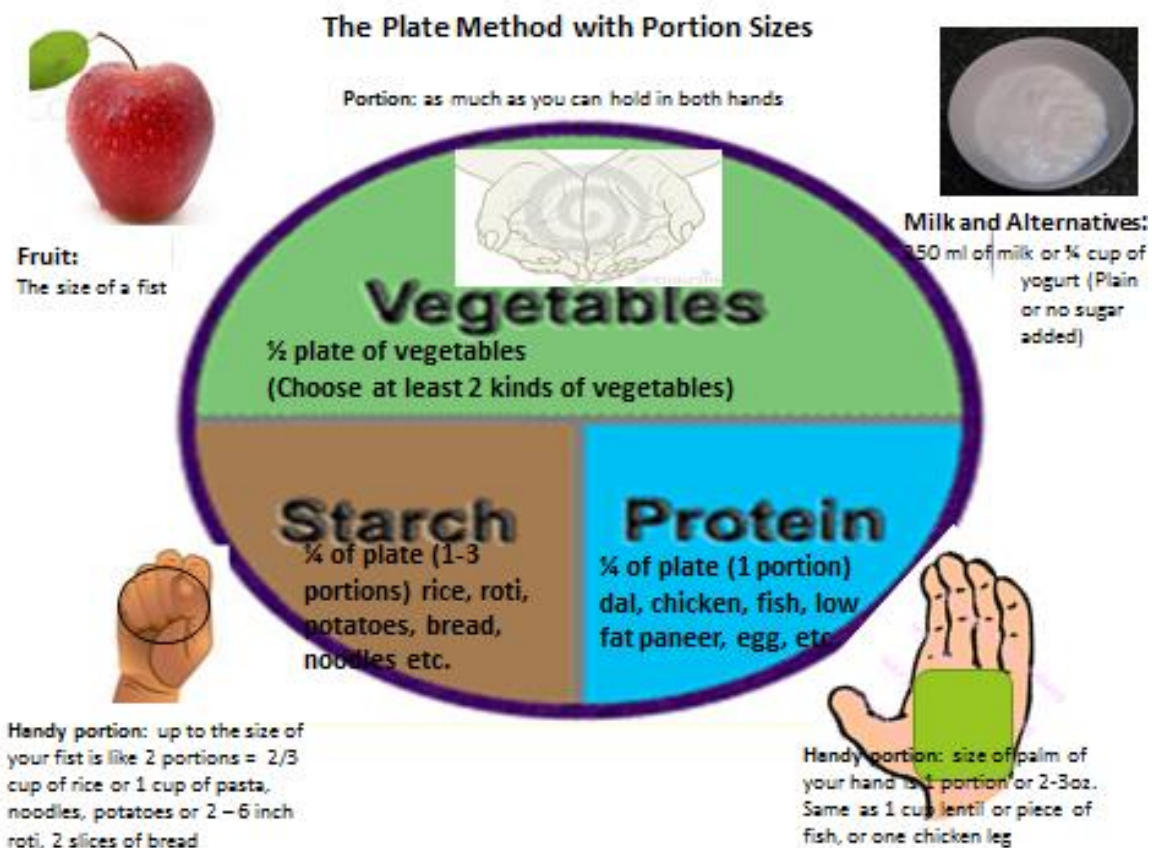 The Plate Method with Portion Sizes
Portion: as much as you can hold in both hands
Fruit:
The size of a fist
Milk and Alternatives:
250 ml of milk or ¾ cup of
yogurt (Plain
or no sugar
added)
Vegetables
½ plate of vegetables
(Choose at least 2 kinds of vegetables)
Starch
¼ of plate (1-3
portions) rice, roti,
potatoes, bread,
noodles etc.
Protein
¼ of plate (1 portion)
dal, chicken, fish, low
fat paneer, egg, etc
Handy portion: up to the size of
your fist is like 2 portions = 2/3
cup of rice or 1 cup of pasta,
noodles, potatoes or 2 – 6 inch
roti, 2 slices of bread
Handy portion: size of palm of
your hand is 1 portion or 2-3oz.
Same as 1 cup lentil or piece of
fish, or one chicken leg